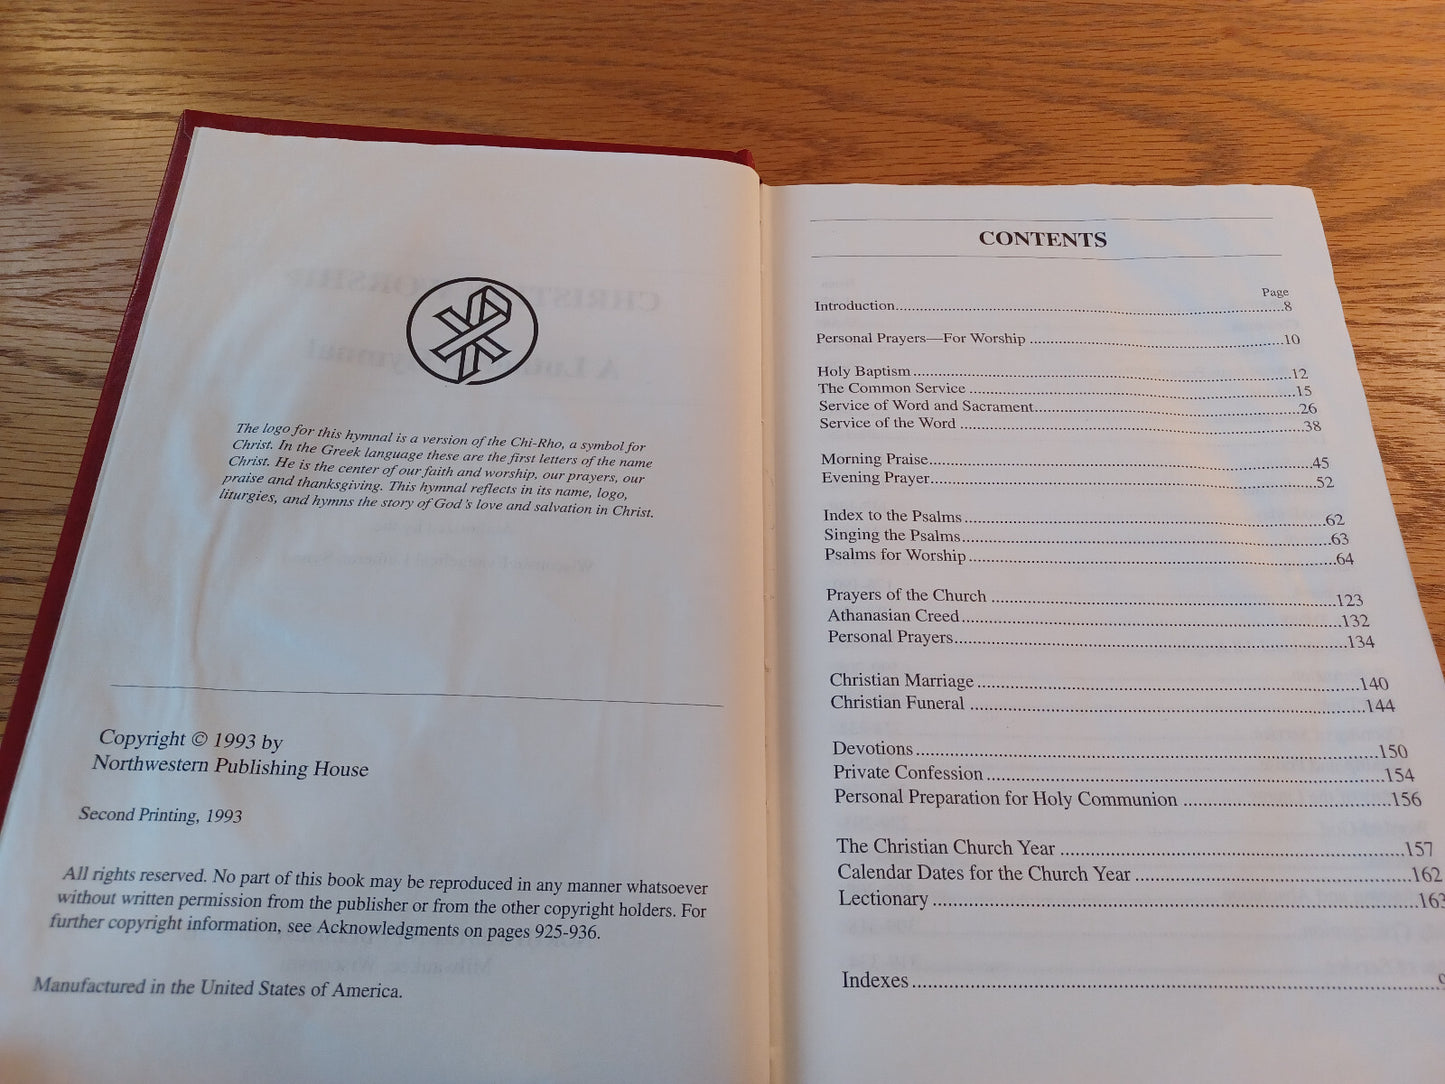 The logo for this hymnal is a version of the Chi-Rho, a symbol for
Christ. In the Greek language these are the first letters of the name
Christ. He is the center of our faith and worship, our prayers, our
praise and thanksgiving. This hymnal reflects in its name, logo,
liturgies, and hymns the story of God's love and salvation in Christ.
Copyright © 1993 by
Northwestern Publishing House
Second Printing, 1993
All rights reserved. No part of this book may be reproduced in any manner whatsoever
without written permission from the publisher or from the other copyright holders. For
further copyright information, see Acknowledgments on pages 925-936.
Manufactured in the United States of America.
CONTENTS
Page
Introduction....................8
Personal Prayers—For Worship ....................10
Holy Baptism....................12
The Common Service ....................15
Service of Word and Sacrament....................26
Service of the Word ....................38
Morning Praise....................45
Evening Prayer....................52
Index to the Psalms....................62
Singing the Psalms....................63
Psalms for Worship....................64
Prayers of the Church ....................123
Athanasian Creed....................132
Personal Prayers....................134
Christian Marriage ....................140
Christian Funeral ....................144
Devotions....................150
Private Confession ....................154
Personal Preparation for Holy Communion ....................156
The Christian Church Year ....................157
Calendar Dates for the Church Year ....................162
Lectionary ....................163
Indexes ....................